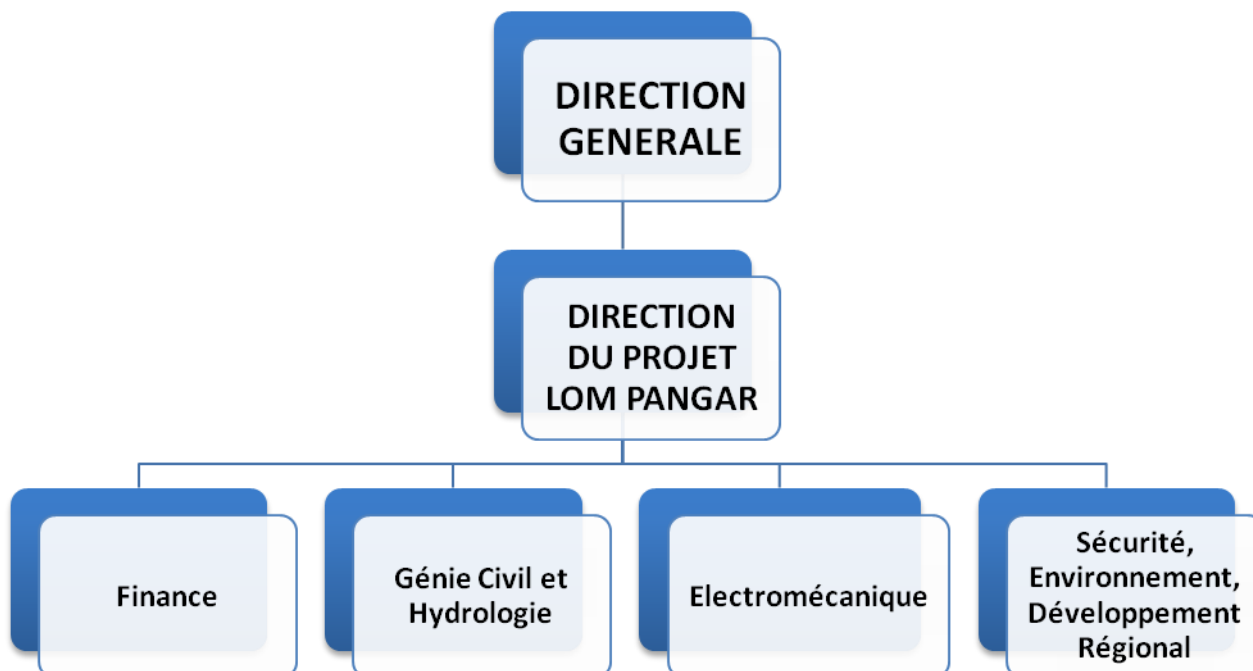 DIRECTION
GENERALE
DIRECTION
DU PROJET
LOM PANGAR
Finance
Génie Civil et
Hydrologie
Electromécanique
Sécurité,
Environnement,
Développement
Régional